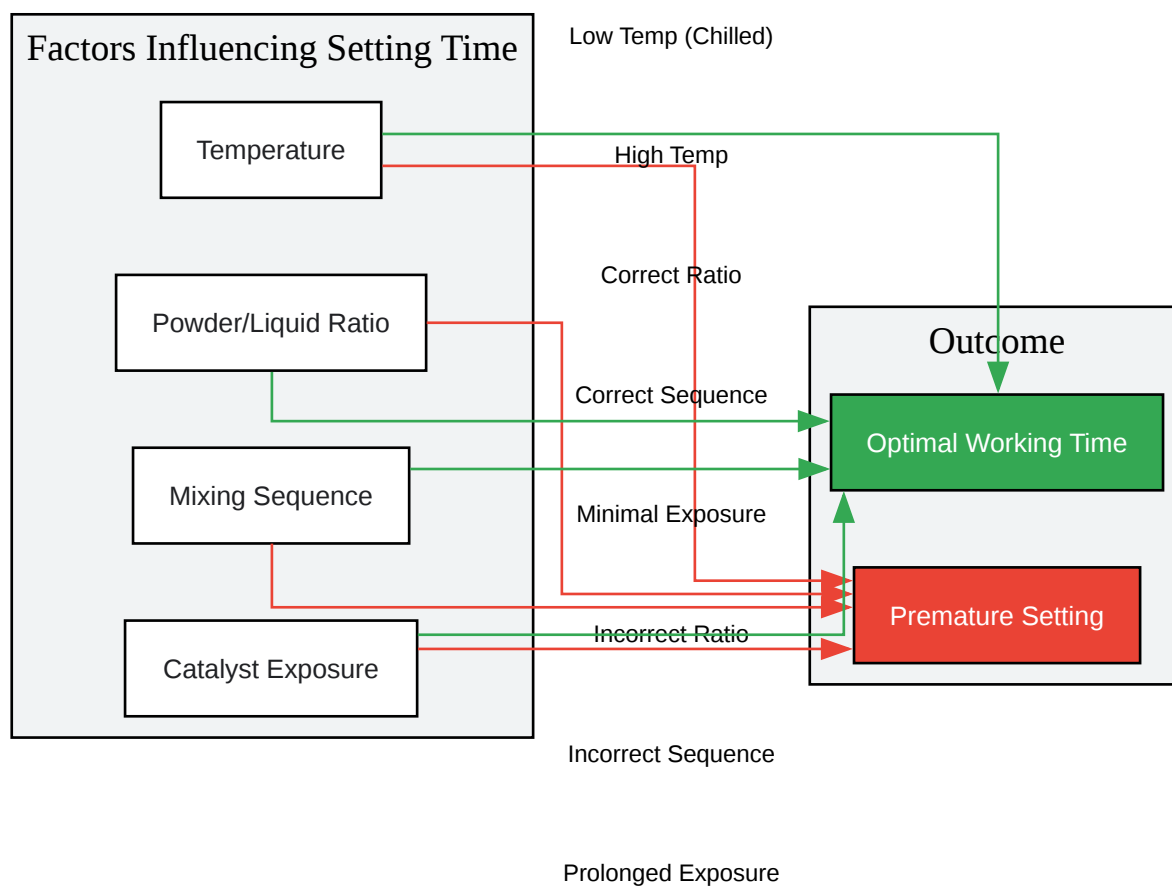 Factors Influencing Setting Time
Temperature
Powder/Liquid Ratio
Mixing Sequence
Catalyst Exposure
Low Temp (Chilled)
High Temp
Correct Ratio
Correct Sequence
Minimal Exposure
Incorrect Ratio
Incorrect Sequence
Prolonged Exposure
Outcome
Optimal Working Time
Premature Setting